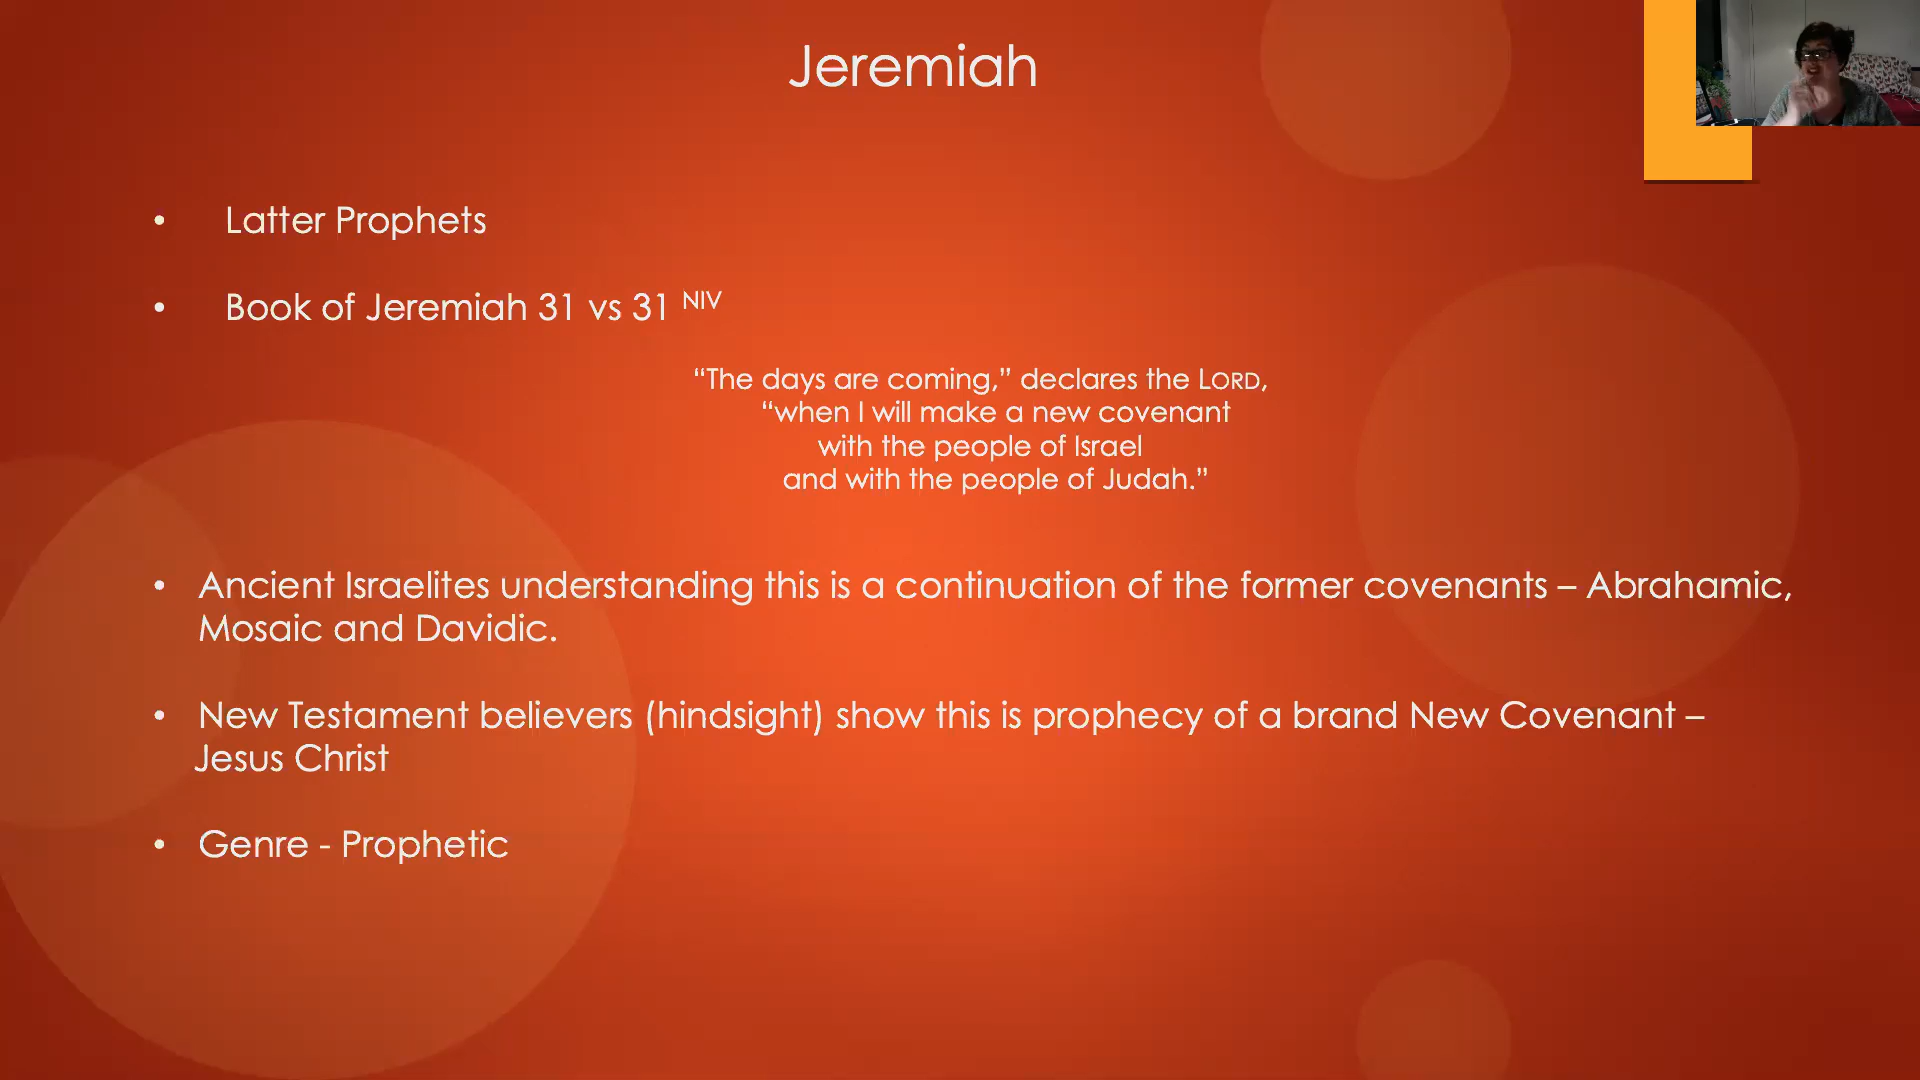 Jeremiah
• Latter Prophets
• Book of Jeremiah 31 vs 31 NIV
“The days are coming,” declares the LORD,
“when I will make a new covenant
with the people of Israel
and with the people of Judah.”
• Ancient Israelites understanding this is a continuation of the former covenants – Abrahamic,
Mosaic and Davidic.
• New Testament believers (hindsight) show this is prophecy of a brand New Covenant –
Jesus Christ
• Genre - Prophetic